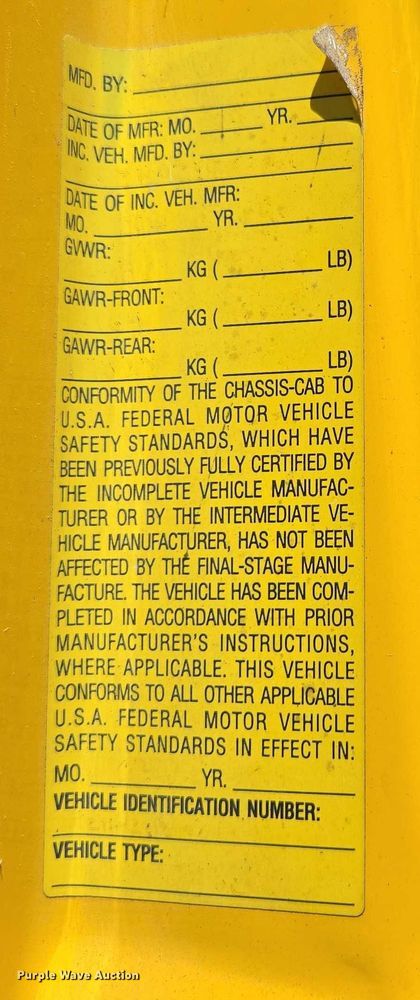 MFD. BY:
DATE OF MFR: MO. YR.
INC. VEH. MFD. BY:
DATE OF INC. VEH. MFR:
MO. YR.
GVWR:
KG ( LB)
GAWR-FRONT:
KG ( LB)
GAWR-REAR:
KG ( LB)
CONFORMITY OF THE CHASSIS-CAB TO
U.S.A. FEDERAL MOTOR VEHICLE
SAFETY STANDARDS, WHICH HAVE
BEEN PREVIOUSLY FULLY CERTIFIED BY
THE INCOMPLETE VEHICLE MANUFAC-
TURER OR BY THE INTERMEDIATE VE-
HICLE MANUFACTURER, HAS NOT BEEN
AFFECTED BY THE FINAL-STAGE MANU-
FACTURE. THE VEHICLE HAS BEEN COM-
PLETED IN ACCORDANCE WITH PRIOR
MANUFACTURER'S INSTRUCTIONS,
WHERE APPLICABLE. THIS VEHICLE
CONFORMS TO ALL OTHER APPLICABLE
U.S.A. FEDERAL MOTOR VEHICLE
SAFETY STANDARDS IN EFFECT IN:
MO. YR.
VEHICLE IDENTIFICATION NUMBER:
VEHICLE TYPE:
Purple Wave Auction